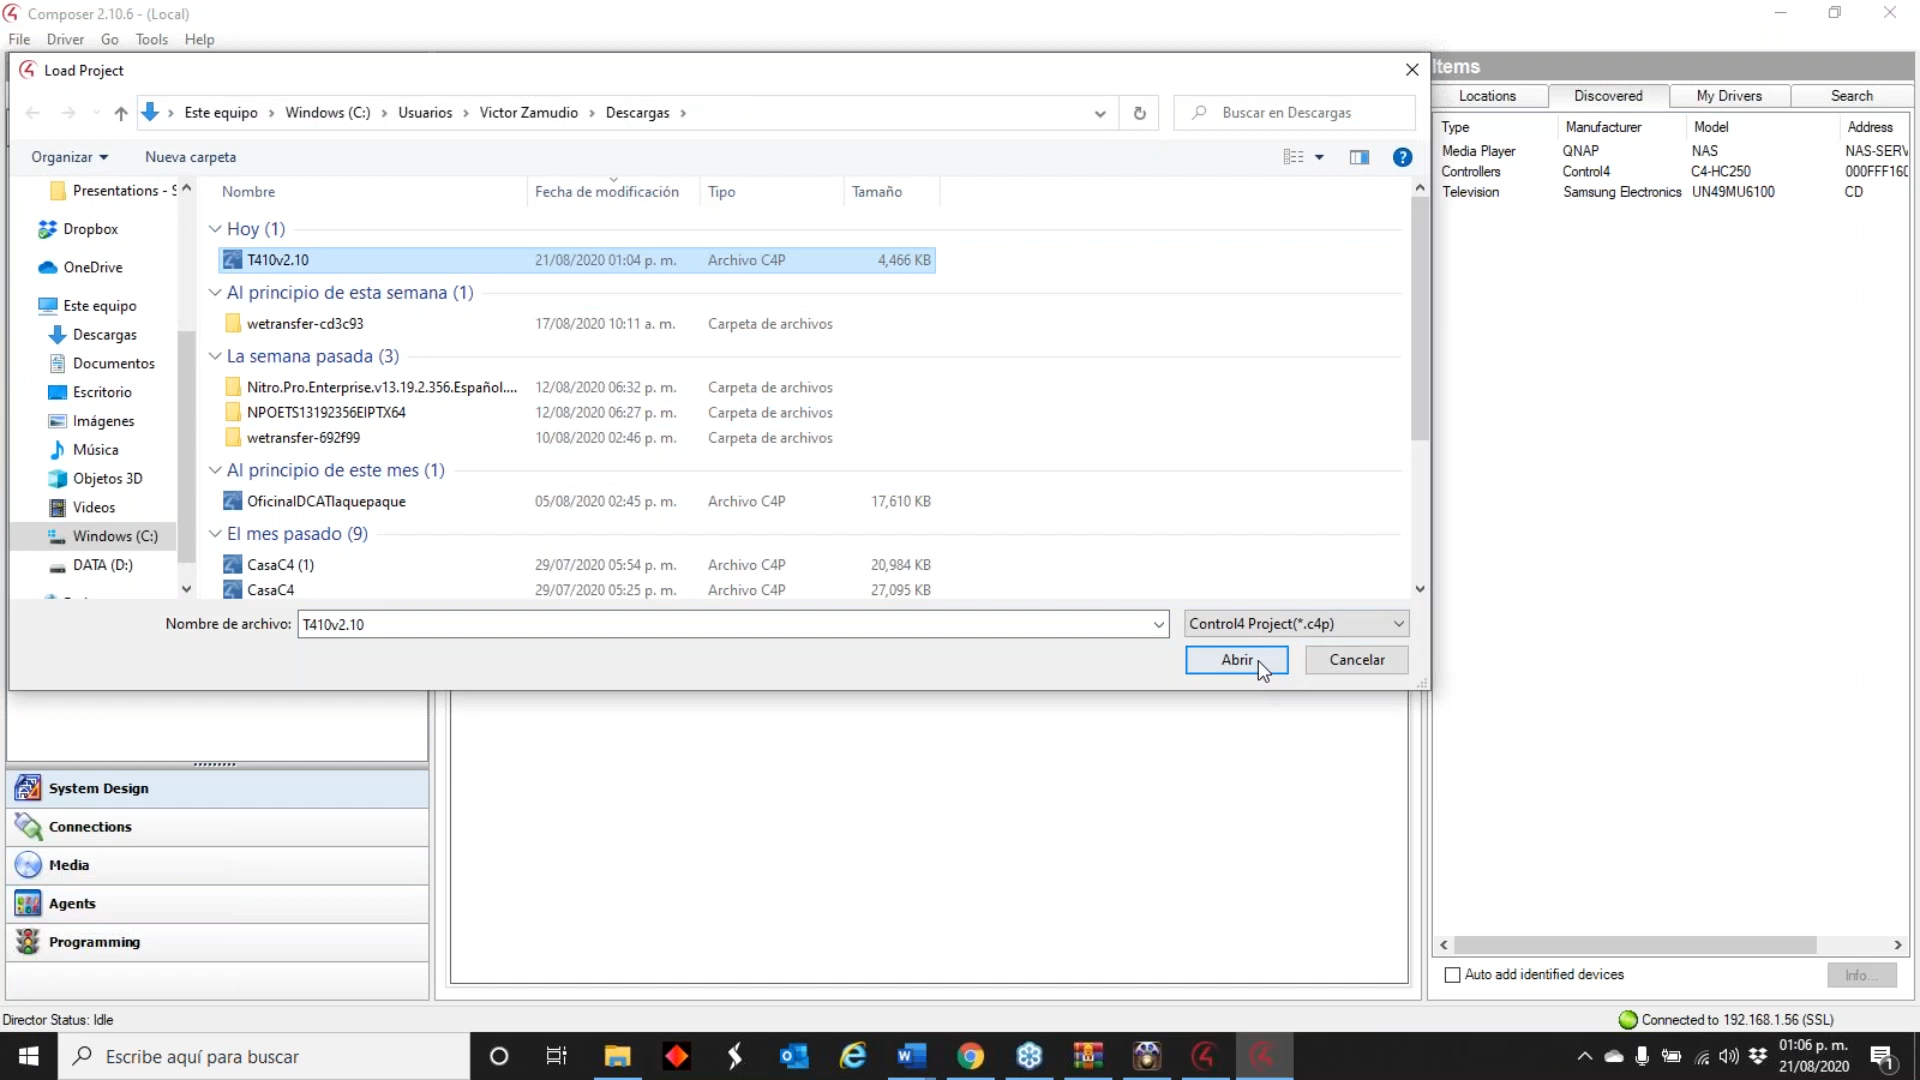 Composer 2.10.6 - (Local)
File Driver Go Tools Help
Load Project
Este equipo > Windows (C:) > Usuarios > Victor Zamudio > Descargas >
Buscar en Descargas
Organizar
Nueva carpeta
Presentations - S
Dropbox
OneDrive
Este equipo
Descargas
Documentos
Escritorio
Imágenes
Música
Objetos 3D
Videos
Windows (C:)
DATA (D:)
Nombre Fecha de modificación Tipo Tamaño
Hoy (1)
T410v2.10 21/08/2020 01:04 p. m. Archivo C4P 4,466 KB
Al principio de esta semana (1)
wetransfer-cd3c93 17/08/2020 10:11 a. m. Carpeta de archivos
La semana pasada (3)
Nitro.Pro.Enterprise.v13.19.2.356.Español.... 12/08/2020 06:32 p. m. Carpeta de archivos
NPOETS13192356EIPTX64 12/08/2020 06:27 p. m. Carpeta de archivos
wetransfer-692f99 10/08/2020 02:46 p. m. Carpeta de archivos
Al principio de este mes (1)
05/08/2020 02:45 p. m. Archivo C4P 17,610 KB
El mes pasado (9)
CasaC4 (1) 29/07/2020 05:54 p. m. Archivo C4P 20,984 KB
CasaC4 29/07/2020 05:25 p. m. Archivo C4P 27,095 KB
Nombre de archivo: T410v2.10
Control4 Project(*.c4p)
Abrir
Cancelar
Items
Locations Discovered My Drivers Search
Type Manufacturer Model Address
Media Player QNAP NAS NAS-SERV
Controllers Control4 C4-HC250 000FFF16
Television Samsung Electronics UN49MU6100 CD
System Design
Connections
Media
Agents
Programming
Auto add identified devices
Info...
Director Status: Idle
Connected to 192.168.1.56 (SSL)
Escribe aquí para buscar
01:06 p. m.
21/08/2020
1